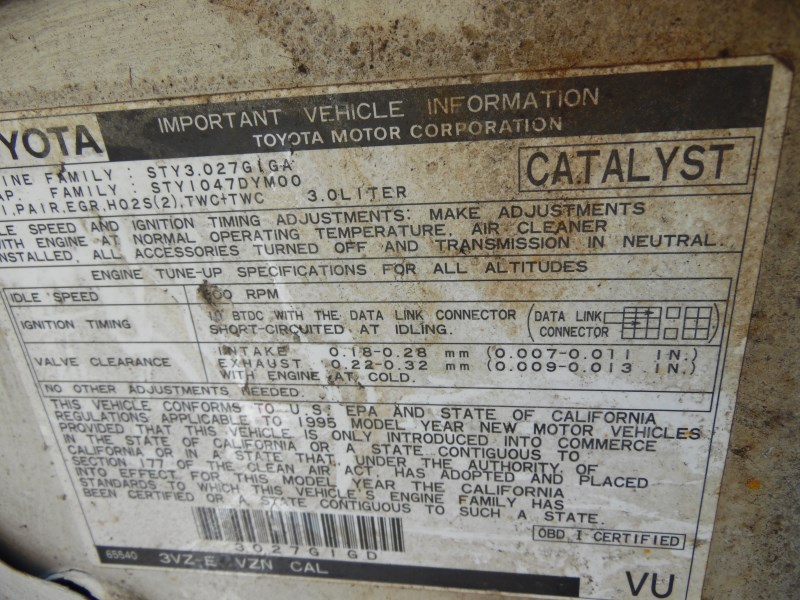 YOTA
IMPORTANT VEHICLE INFORMATION
TOYOTA MOTOR CORPORATION
INE FAMILY : STY3.027GIGA
AP. FAMILY : STY1047DYM00
I.PAIR.EGR.HO2S(2),TWC+TWC 3.0LITER
CATALYST
LE SPEED AND IGNITION TIMING ADJUSTMENTS: MAKE ADJUSTMENTS
WITH ENGINE AT NORMAL OPERATING TEMPERATURE, AIR CLEANER
INSTALLED, ALL ACCESSORIES TURNED OFF AND TRANSMISSION IN NEUTRAL.
ENGINE TUNE-UP SPECIFICATIONS FOR ALL ALTITUDES
IDLE SPEED 800 RPM
IGNITION TIMING 10° BTDC WITH THE DATA LINK CONNECTOR
SHORT-CIRCUITED AT IDLING.
(DATA LINK
CONNECTOR
VALVE CLEARANCE INTAKE 0.18-0.28 mm (0.007-0.011 IN.)
EXHAUST 0.22-0.32 mm (0.009-0.013 IN.)
WITH ENGINE AT COLD.
NO OTHER ADJUSTMENTS NEEDED.
THIS VEHICLE CONFORMS TO U.S. EPA AND STATE OF CALIFORNIA
REGULATIONS APPLICABLE TO 1995 MODEL YEAR NEW MOTOR VEHICLES
PROVIDED THAT THIS VEHICLE IS ONLY INTRODUCED INTO COMMERCE
IN THE STATE OF CALIFORNIA OR A STATE CONTIGUOUS TO
CALIFORNIA OR IN A STATE THAT, UNDER THE AUTHORITY OF
SECTION 177 OF THE CLEAN AIR ACT, HAS ADOPTED AND PLACED
INTO EFFECT FOR THIS MODEL YEAR THE CALIFORNIA
STANDARDS TO WHICH THIS VEHICLE'S ENGINE FAMILY HAS
BEEN CERTIFIED OR A STATE CONTIGUOUS TO SUCH A STATE.
3027GIGD
OBD I CERTIFIED
65540 3VZ-E VZN CAL
VU